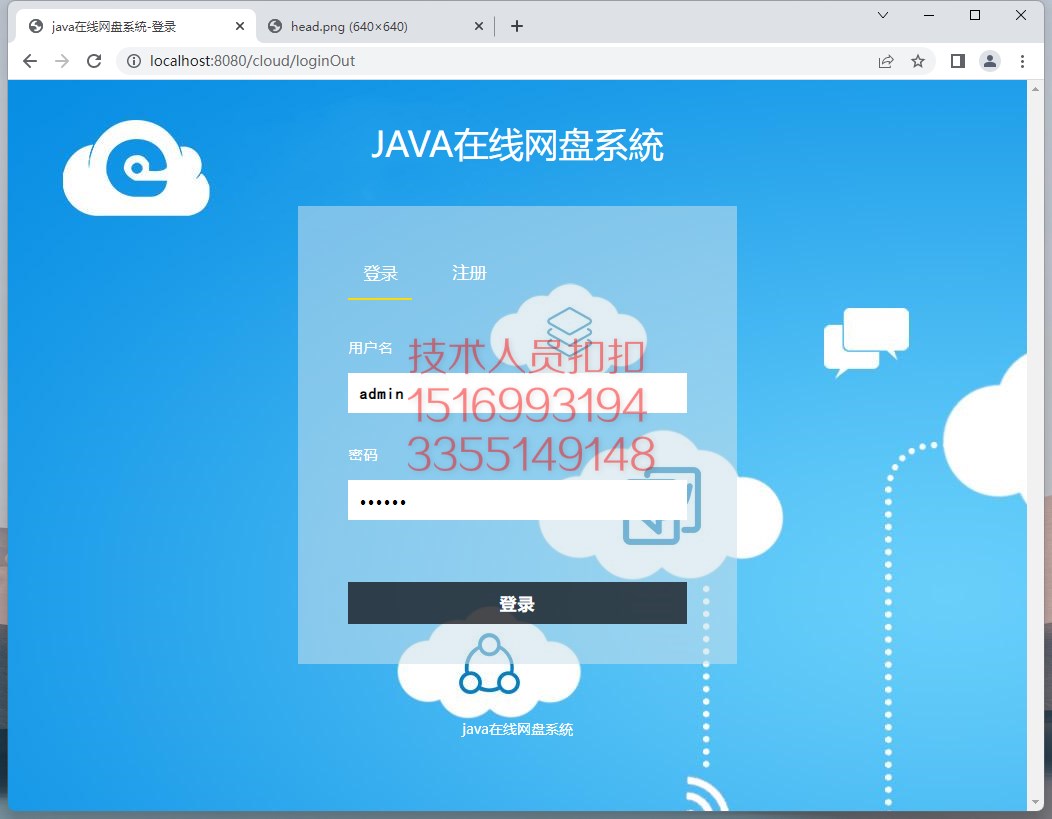 java在线网盘系统-登录
head.png (640×640)
localhost:8080/cloud/loginOut
JAVA在线网盘系統
登录 注册
用户名
技术人员扣扣
admin
1516993194
密码
3355149148
••••••
登录
java在线网盘系統